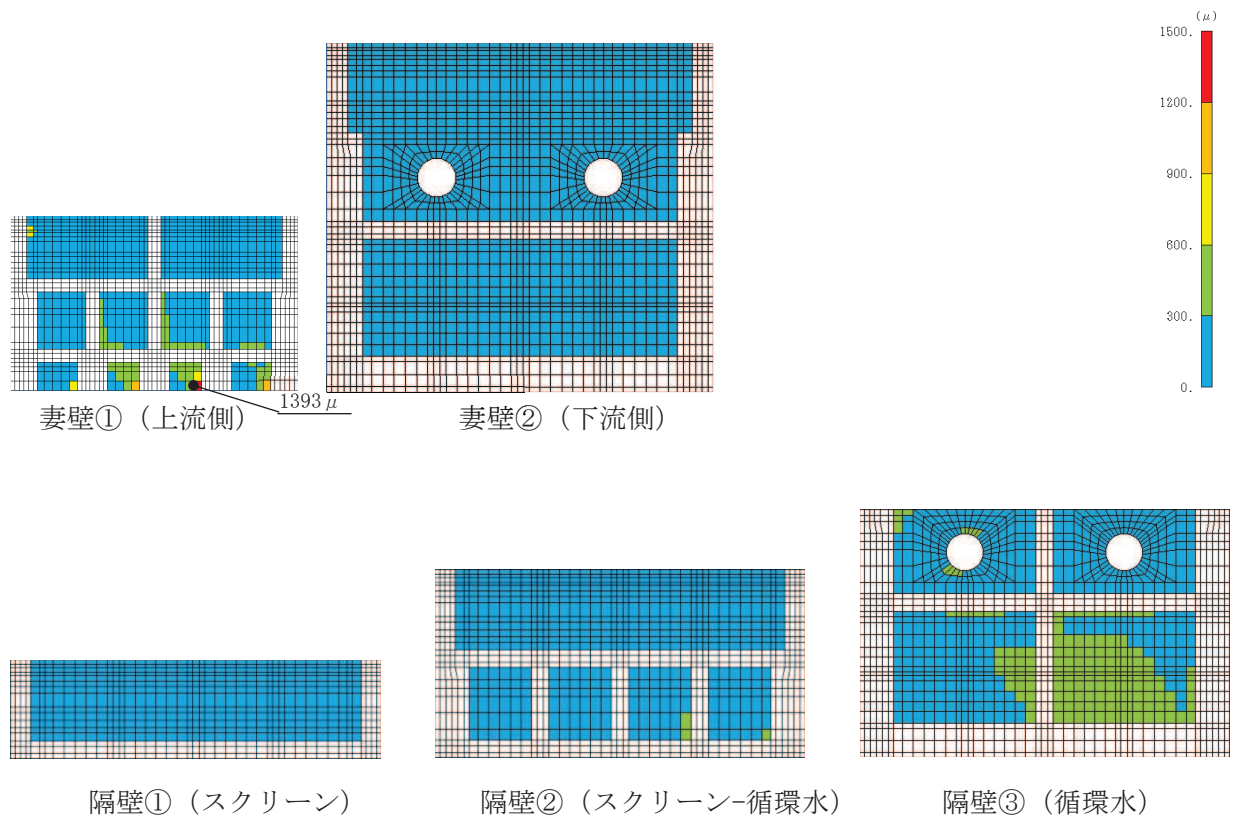 (μ)
1500.
1200.
900.
600.
300.
0.
1393μ
妻壁①（上流側）
妻壁②（下流側）
隔壁①（スクリーン）
隔壁②（スクリーン−循環水）
隔壁③（循環水）